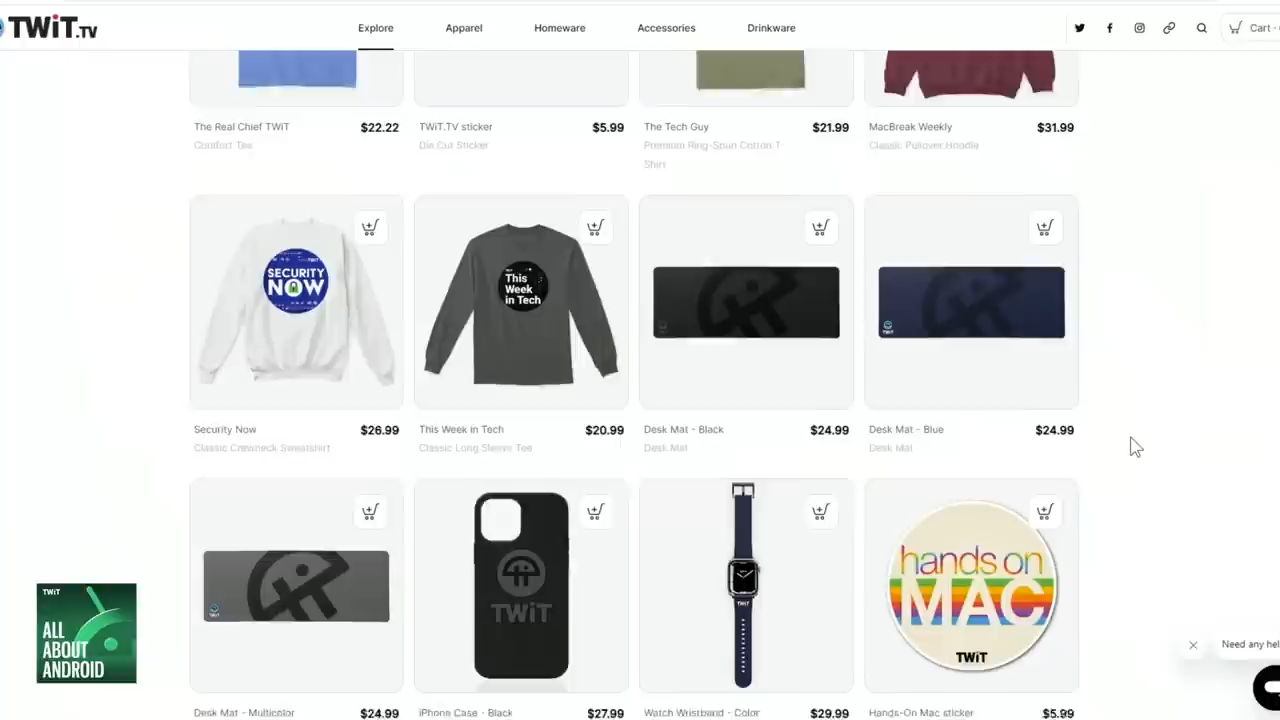 TWiT.TV
Explore
Apparel
Homeware
Accessories
Drinkware
Cart
The Real Chief TWiT $22.22
Comfort Tee
TWiT.TV sticker $5.99
Die Cut Sticker
The Tech Guy $21.99
Premium Ring-Spun Cotton T-
Shirt
MacBreak Weekly $31.99
Classic Pullover Hoodie
SECURITY
NOW
This
Week
in Tech
TWiT
Security Now $26.99
Classic Crewneck Sweatshirt
This Week in Tech $20.99
Classic Long Sleeve Tee
Desk Mat - Black $24.99
Desk Mat
Desk Mat - Blue $24.99
Desk Mat
TWiT
TWiT
TWiT
hands on
MAC
TWiT
TWiT
ALL
ABOUT
ANDROID
Need any hel
Desk Mat - Multicolor $24.99
iPhone Case - Black $27.99
Watch Wristband - Color $29.99
Hands-On Mac sticker $5.99